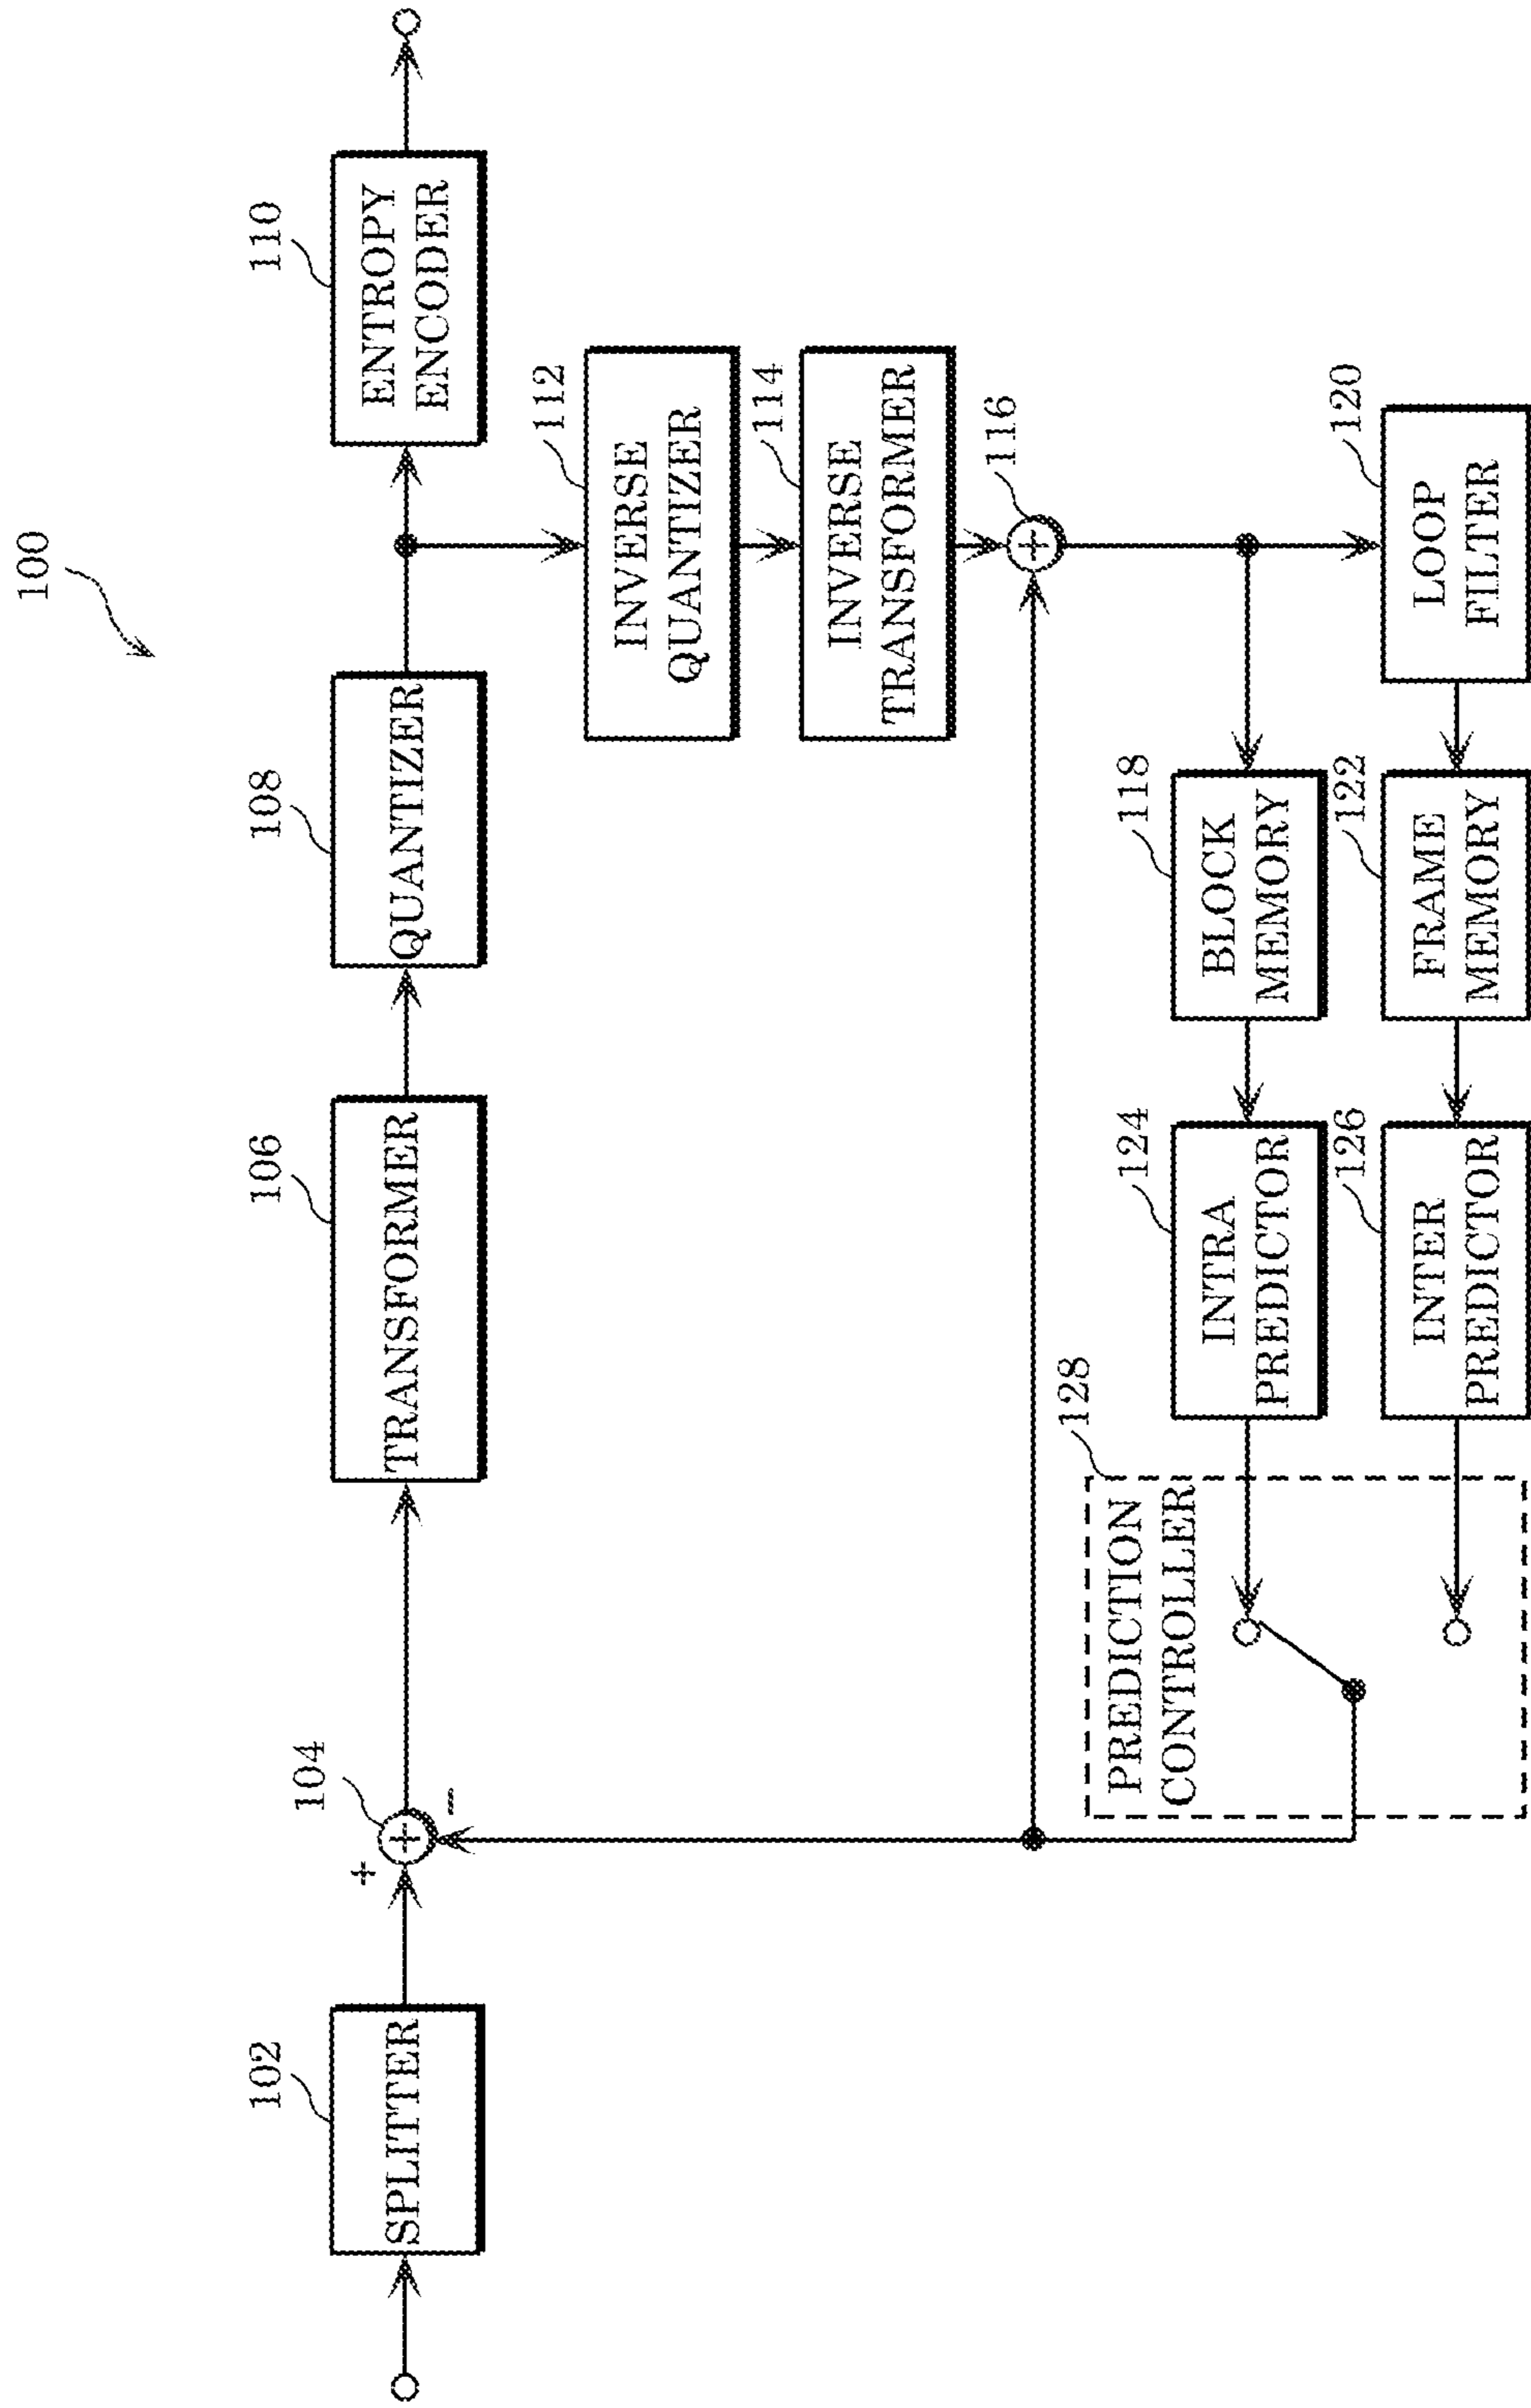 100
102
SPLITTER
104
+
+
-
106
TRANSFORMER
108
QUANTIZER
110
ENTROPY
ENCODER
112
INVERSE
QUANTIZER
114
INVERSE
TRANSFORMER
116
+
128
PREDICTION
CONTROLLER
124
INTRA
PREDICTOR
118
BLOCK
MEMORY
120
LOOP
FILTER
126
INTER
PREDICTOR
122
FRAME
MEMORY